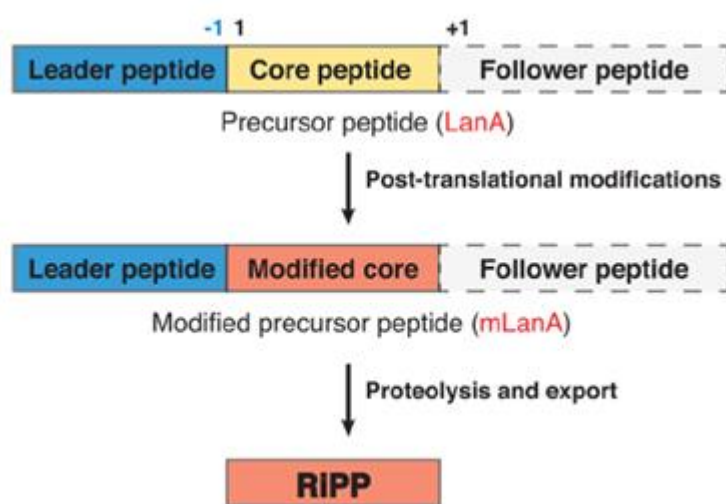 -1 1 +1
Leader peptide Core peptide Follower peptide
Precursor peptide (LanA)
Post-translational modifications
Leader peptide Modified core Follower peptide
Modified precursor peptide (mLanA)
Proteolysis and export
RiPP